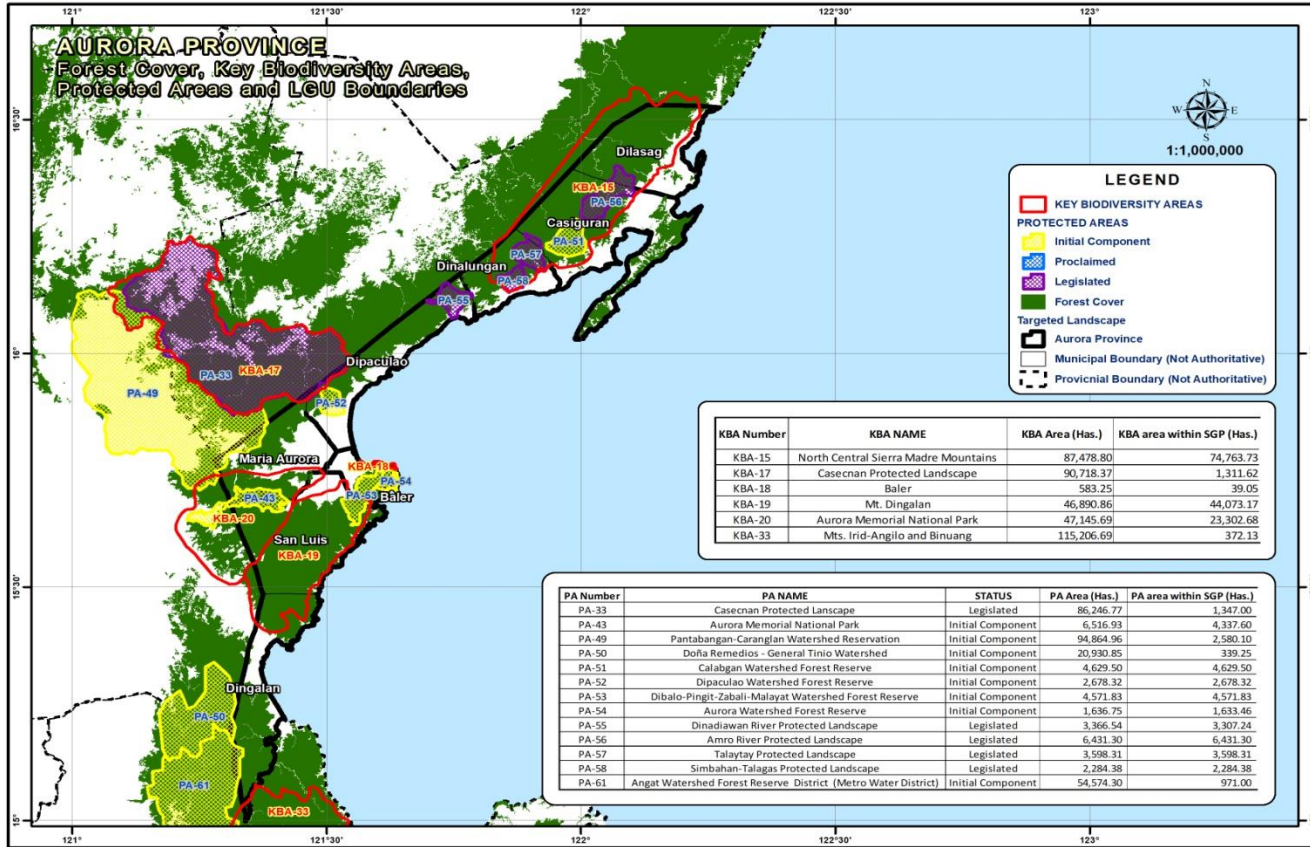 121°
121°30'
122°
122°30'
123°
AURORA PROVINCE
Forest Cover, Key Biodiversity Areas,
Protected Areas and LGU Boundaries
16°30'
16°
15°30'
15°
N
W E
S
1:1,000,000
Dilasag
KBA-15
PA-56
Casiguran
PA-51
PA-57
Dinalungan
PA-58
PA-55
Dipaculao
PA-33
KBA-17
PA-49
PA-52
Maria Aurora
KBA-18
PA-54
PA-53
Baler
PA-43
KBA-20
San Luis
KBA-19
Dingalan
PA-50
PA-61
KBA-33
LEGEND
KEY BIODIVERSITY AREAS
PROTECTED AREAS
Initial Component
Proclaimed
Legislated
Forest Cover
Targeted Landscape
Aurora Province
Municipal Boundary (Not Authoritative)
Provicnial Boundary (Not Authoritative)
KBA Number KBA NAME KBA Area (Has.) KBA area within SGP (Has.)
KBA-15 North Central Sierra Madre Mountains 87,478.80 74,763.73
KBA-17 Casecnan Protected Landscape 90,718.37 1,311.62
KBA-18 Baler 583.25 39.05
KBA-19 Mt. Dingalan 46,890.86 44,073.17
KBA-20 Aurora Memorial National Park 47,145.69 23,302.68
KBA-33 Mts. Irid-Angilo and Binuang 115,206.69 372.13
PA Number PA NAME STATUS PA Area (Has.) PA area within SGP (Has.)
PA-33 Casecnan Protected Lanscape Legislated 86,246.77 1,347.00
PA-43 Aurora Memorial National Park Initial Component 6,516.93 4,337.60
PA-49 Pantabangan-Caranglan Watershed Reservation Initial Component 94,864.96 2,580.10
PA-50 Doña Remedios - General Tinio Watershed Initial Component 20,930.85 339.25
PA-51 Calabgan Watershed Forest Reserve Initial Component 4,629.50 4,629.50
PA-52 Dipaculao Watershed Forest Reserve Initial Component 2,678.32 2,678.32
PA-53 Dibalo-Pingit-Zabali-Malayat Watershed Forest Reserve Initial Component 4,571.83 4,571.83
PA-54 Aurora Watershed Forest Reserve Initial Component 1,636.75 1,633.46
PA-55 Dinadiawan River Protected Landscape Legislated 3,366.54 3,307.24
PA-56 Amro River Protected Landscape Legislated 6,431.30 6,431.30
PA-57 Talaytay Protected Landscape Legislated 3,598.31 3,598.31
PA-58 Simbahan-Talagas Protected Landscape Legislated 2,284.38 2,284.38
PA-61 Angat Watershed Forest Reserve District (Metro Water District) Initial Component 54,574.30 971.00
121°
121°30'
122°
122°30'
123°